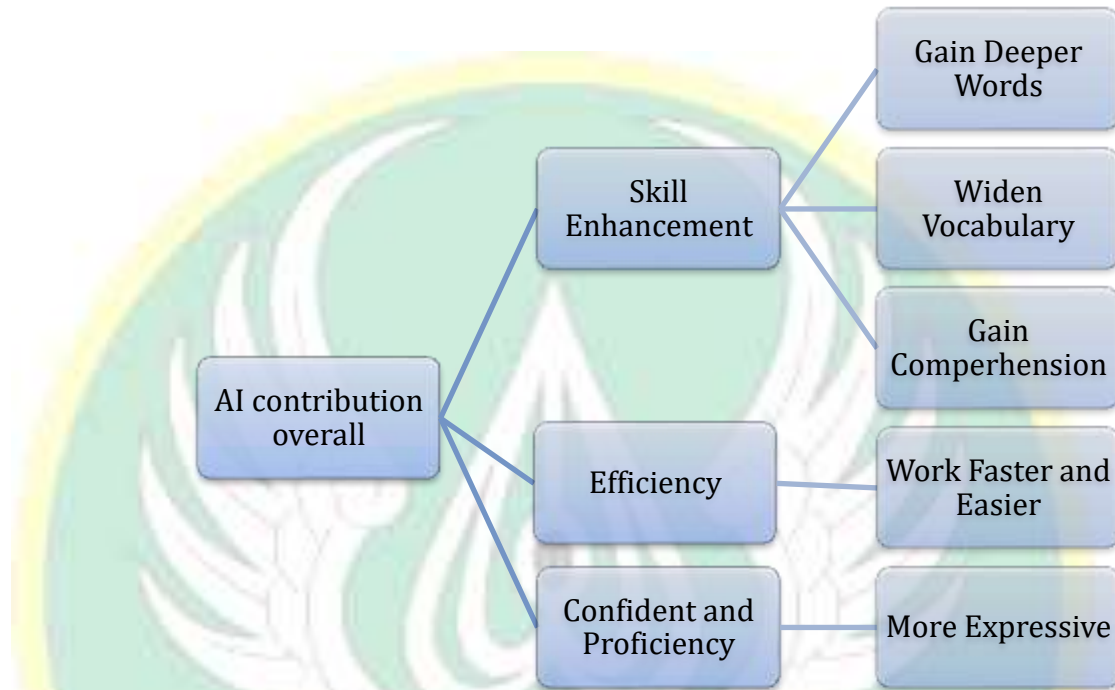 Gain Deeper
Words
Skill
Enhancement
Widen
Vocabulary
Gain
Comperhension
AI contribution
overall
Efficiency
Work Faster and
Easier
Confident and
Proficiency
More Expressive